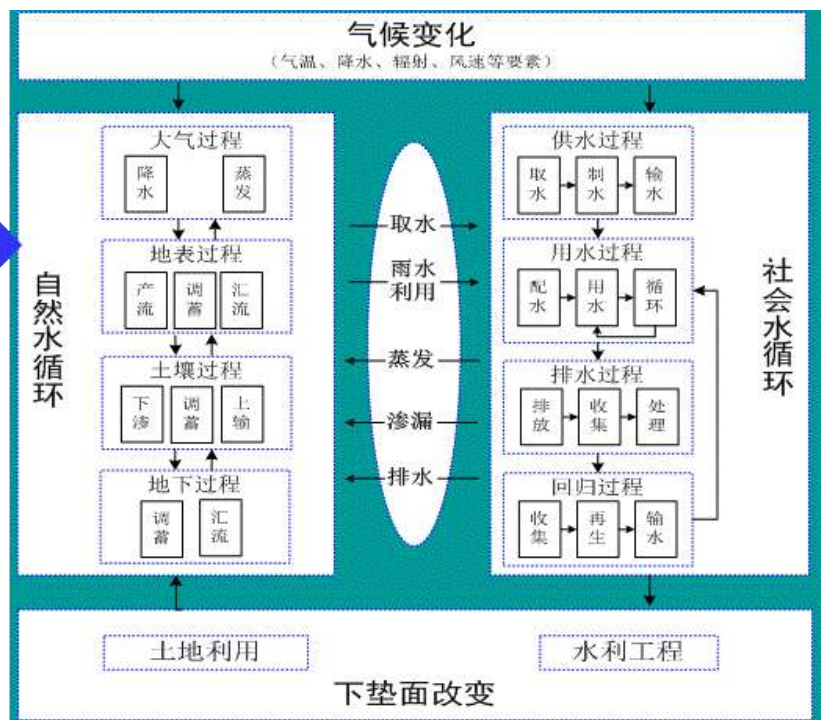 气候变化
(气温、降水、辐射、风速等要素)
自然水循环
大气过程
降水
蒸发
地表过程
产流
调蓄
汇流
土壤过程
下渗
调蓄
上输
地下过程
调蓄
汇流
取水
雨水
利用
蒸发
渗漏
排水
供水过程
取水
制水
输水
用水过程
配水
用水
循环
排水过程
排放
收集
处理
回归过程
收集
再生
输水
社会水循环
土地利用
水利工程
下垫面改变